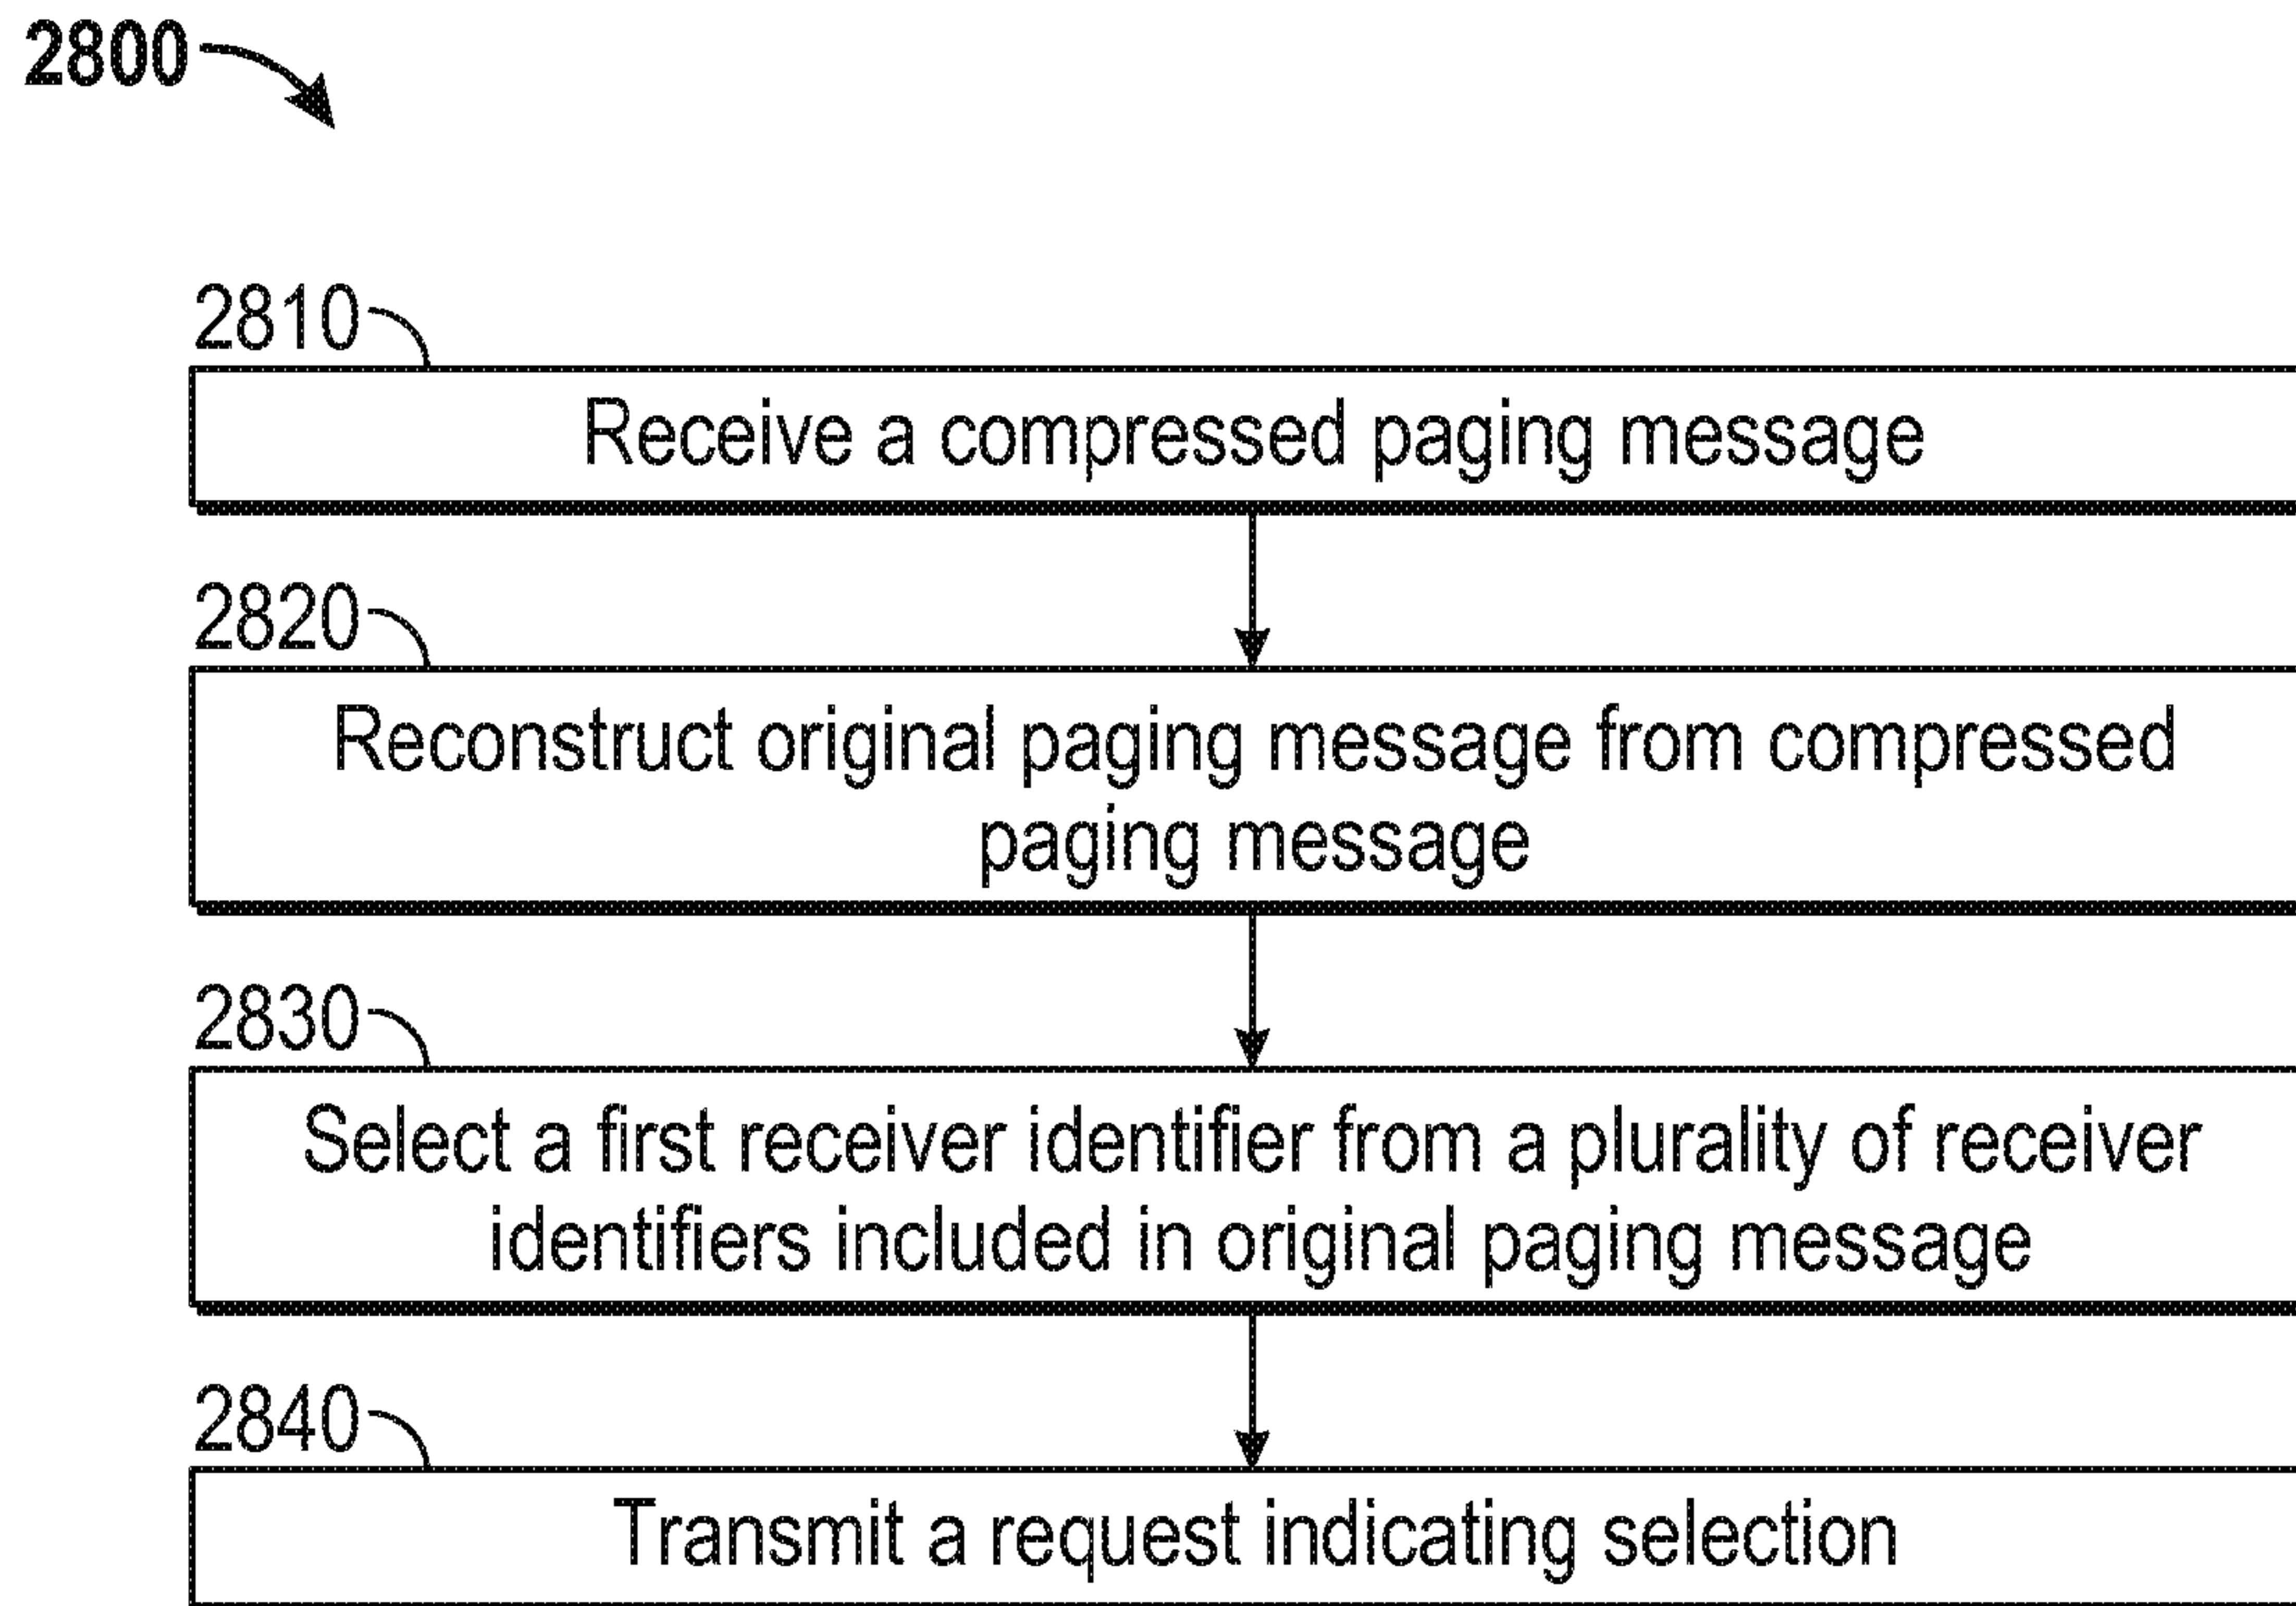 2800
2810
Receive a compressed paging message
2820
Reconstruct original paging message from compressed
paging message
2830
Select a first receiver identifier from a plurality of receiver
identifiers included in original paging message
2840
Transmit a request indicating selection